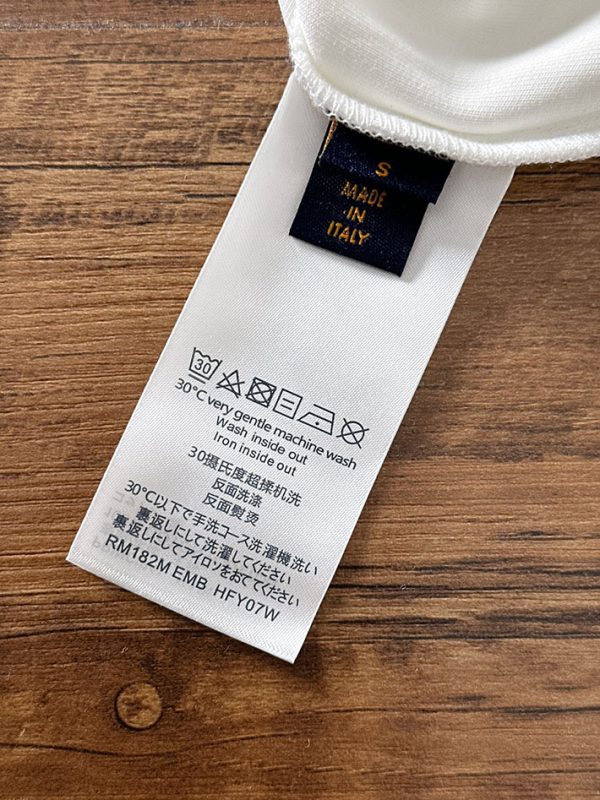 S
MADE
IN
ITALY
30
30°C very gentle machine wash
Wash inside out
Iron inside out
30摄氏度超揉机洗
反面洗涤
反面熨烫
30°C以下で手洗コース洗濯機洗い
裏返しにして洗濯してください
裏返しにしてアイロンをおててください
RM182M EMB HFY07W